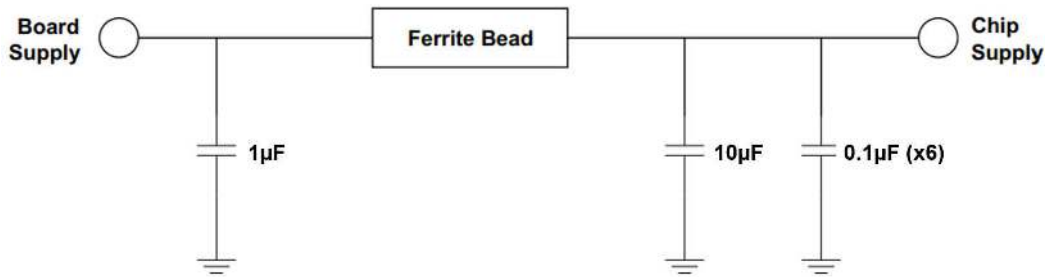 Board
Supply
Ferrite Bead
Chip
Supply
1µF
10µF
0.1µF (x6)